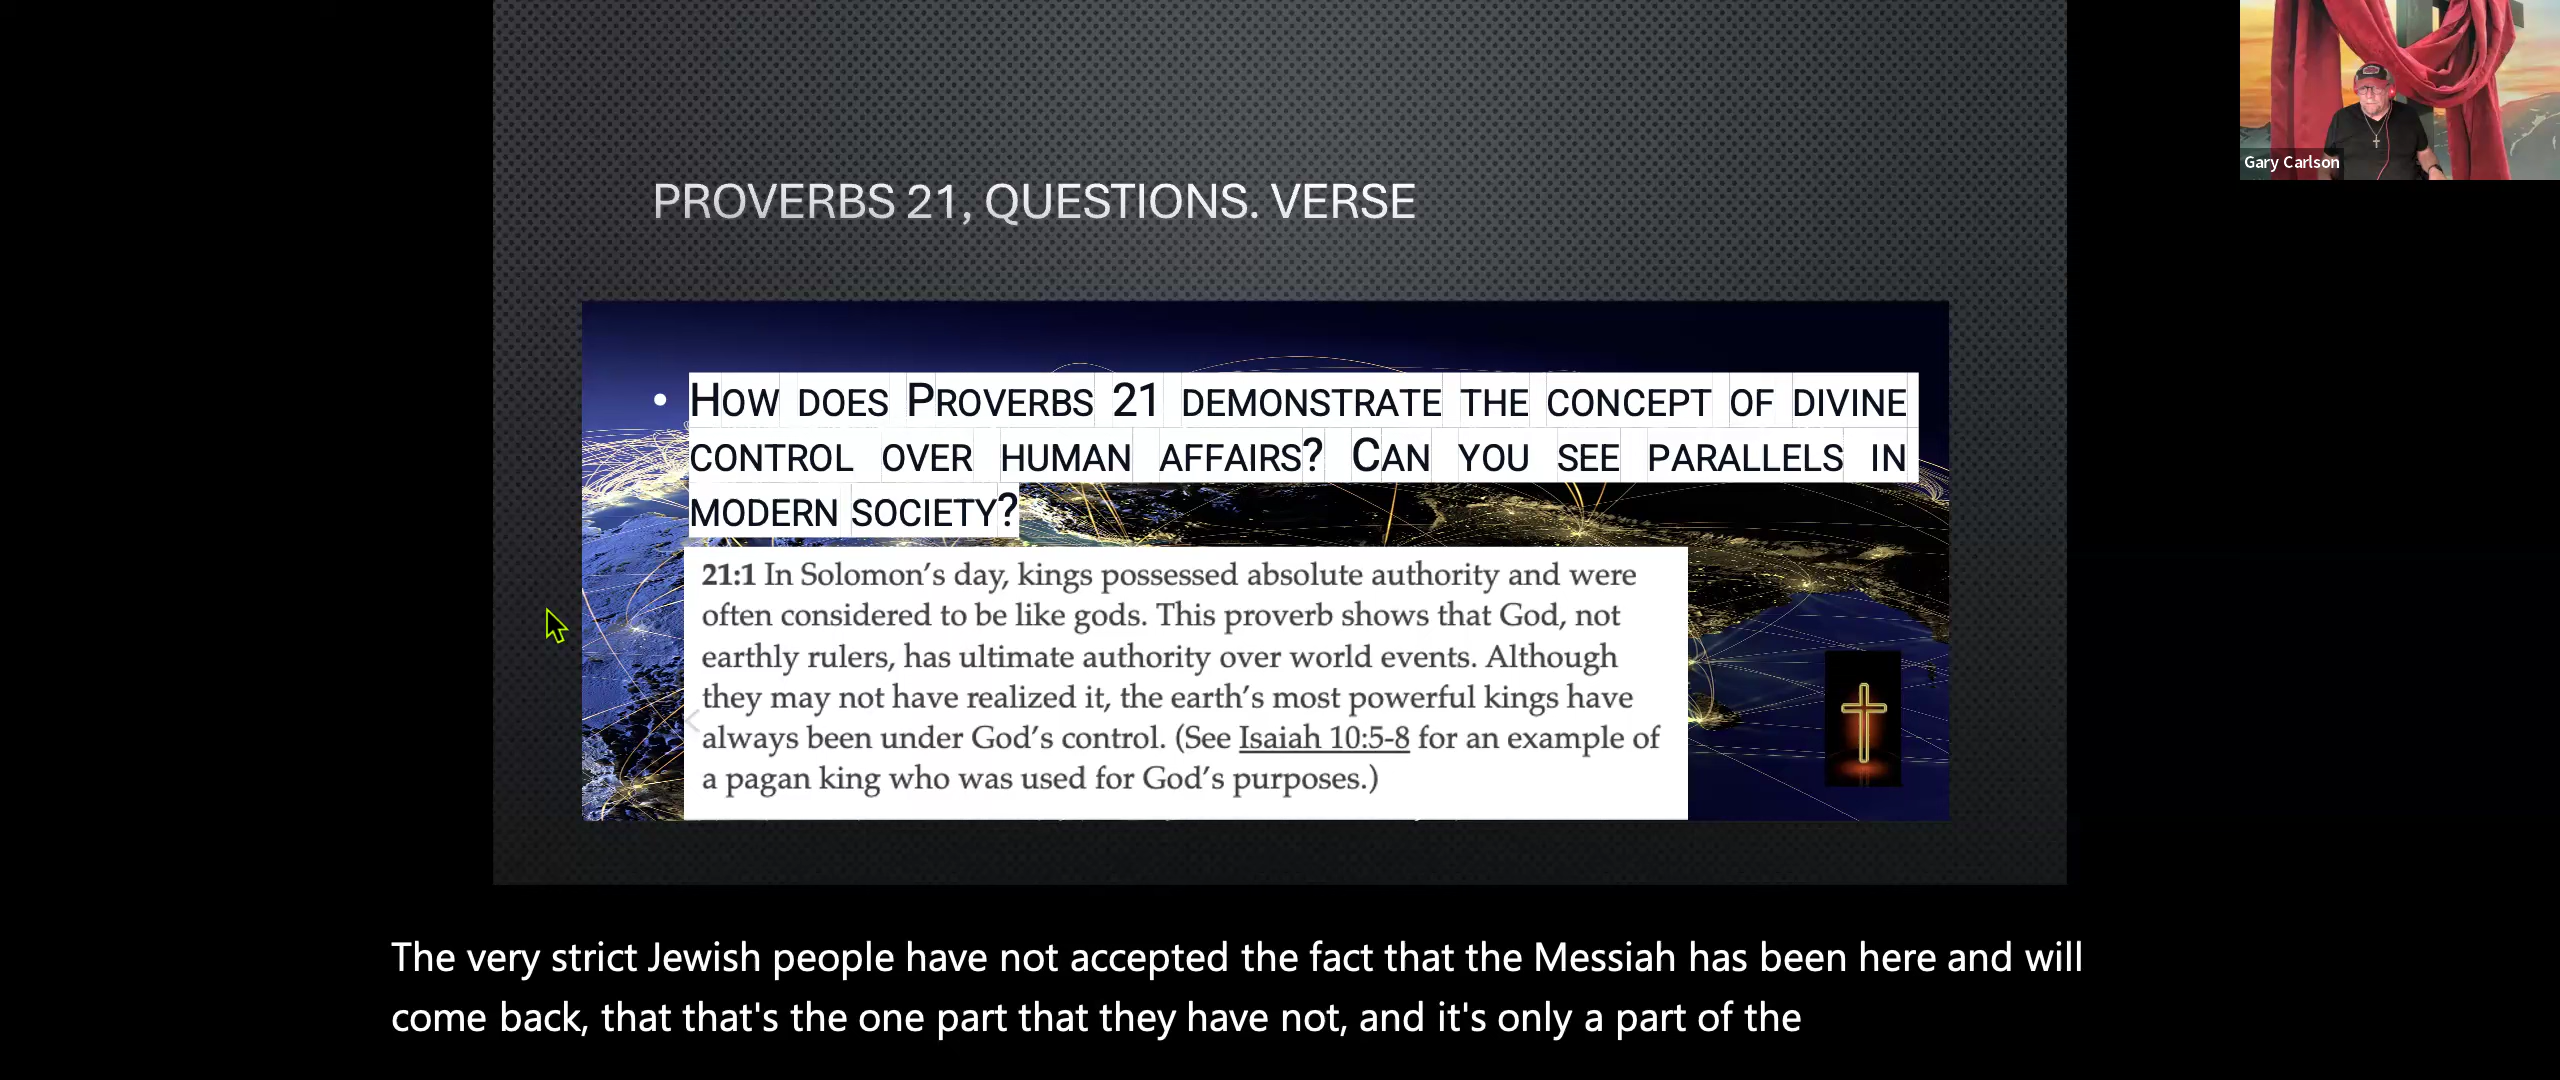 Gary Carlson
PROVERBS 21, QUESTIONS. VERSE
• HOW DOES PROVERBS 21 DEMONSTRATE THE CONCEPT OF DIVINE
CONTROL OVER HUMAN AFFAIRS? CAN YOU SEE PARALLELS IN
MODERN SOCIETY?
21:1 In Solomon's day, kings possessed absolute authority and were
often considered to be like gods. This proverb shows that God, not
earthly rulers, has ultimate authority over world events. Although
they may not have realized it, the earth's most powerful kings have
always been under God's control. (See Isaiah 10:5-8 for an example of
a pagan king who was used for God's purposes.)
The very strict Jewish people have not accepted the fact that the Messiah has been here and will
come back, that that's the one part that they have not, and it's only a part of the